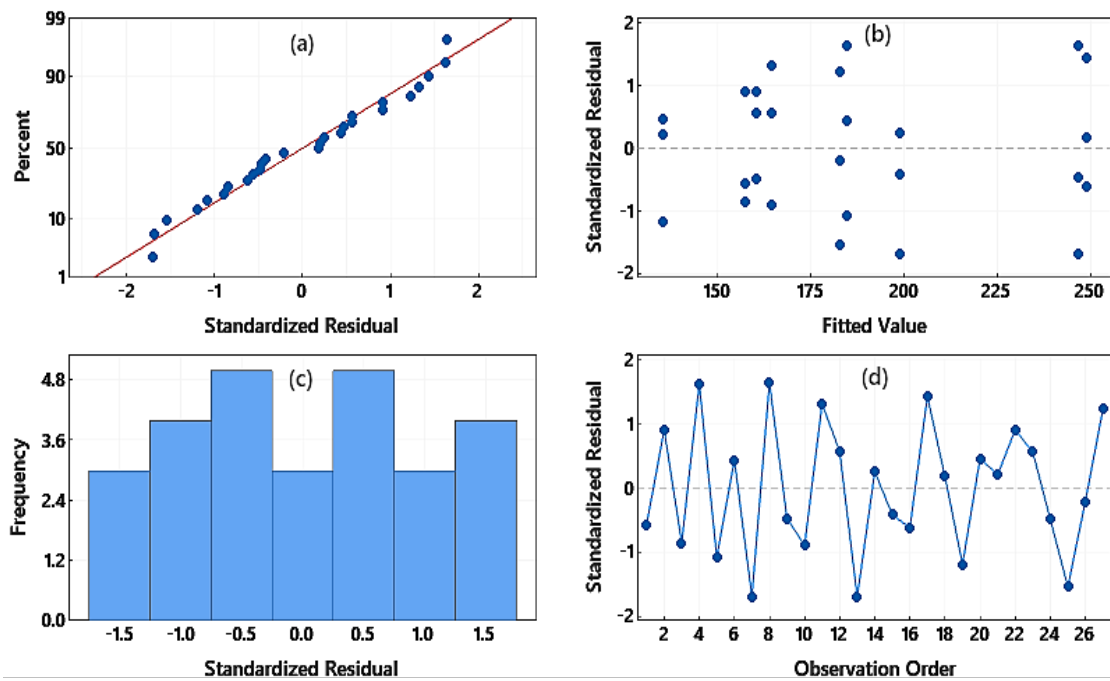 (a)
99
90
50
10
1
Percent
-2 -1 0 1 2
Standardized Residual
(b)
2
1
0
-1
-2
Standardized Residual
150 175 200 225 250
Fitted Value
(c)
4.8
3.6
2.4
1.2
0.0
Frequency
-1.5 -1.0 -0.5 0.0 0.5 1.0 1.5
Standardized Residual
(d)
2
1
0
-1
-2
Standardized Residual
2 4 6 8 10 12 14 16 18 20 22 24 26
Observation Order